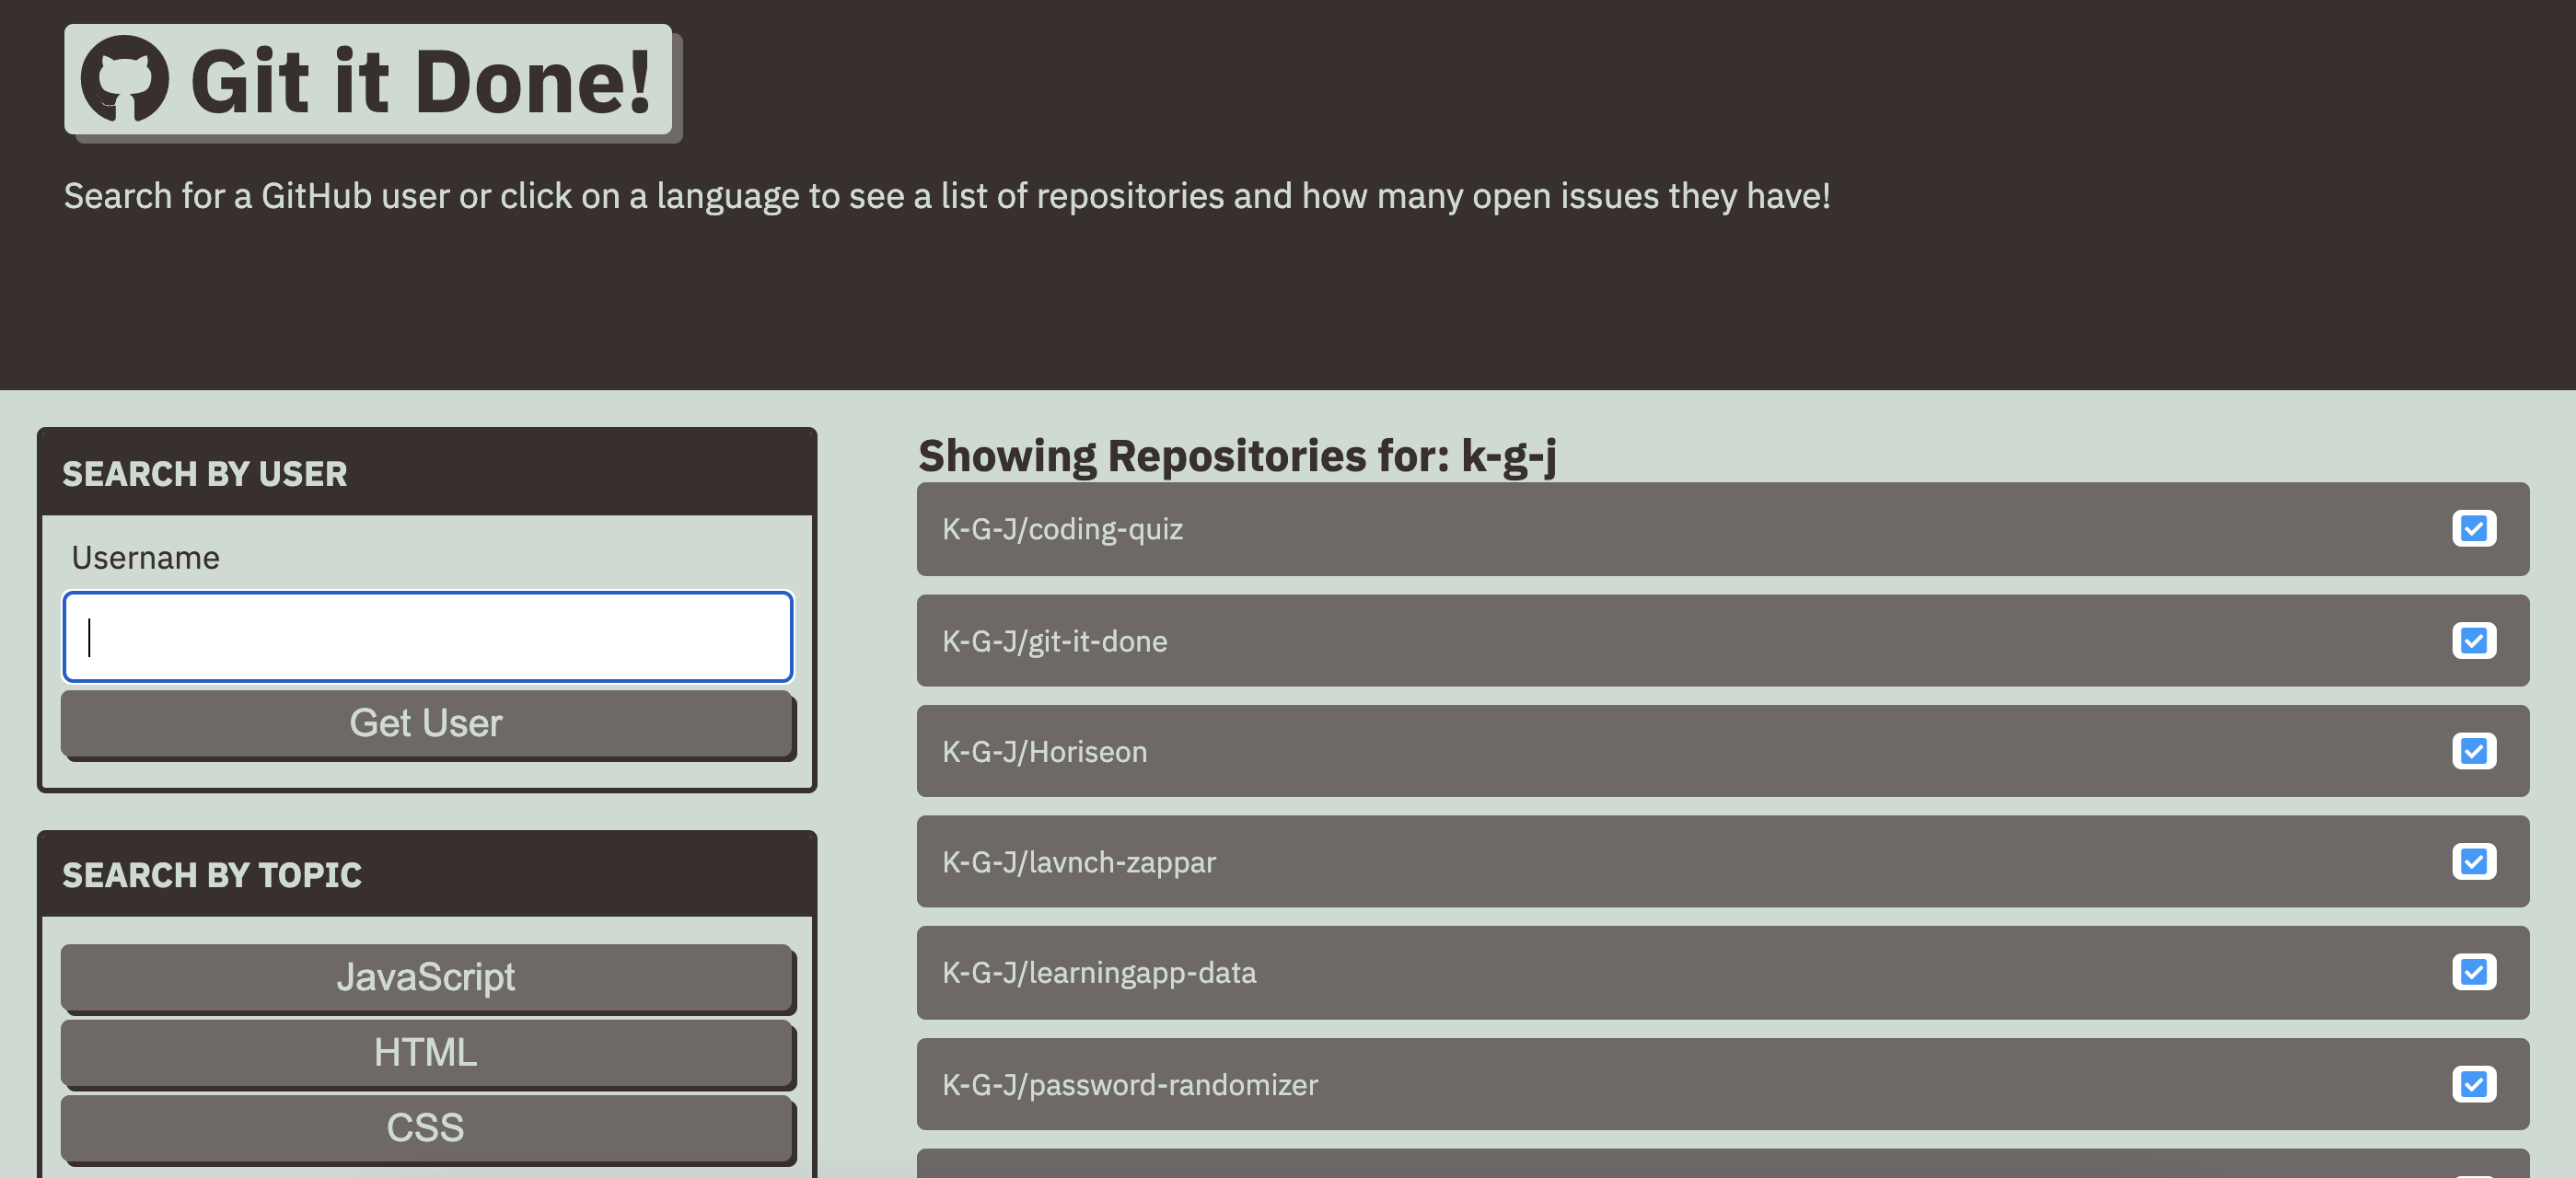 Git it Done!
Search for a GitHub user or click on a language to see a list of repositories and how many open issues they have!
SEARCH BY USER
Username
Get User
SEARCH BY TOPIC
JavaScript
HTML
CSS
Showing Repositories for: k-g-j
K-G-J/coding-quiz
K-G-J/git-it-done
K-G-J/Horiseon
K-G-J/lavnch-zappar
K-G-J/learningapp-data
K-G-J/password-randomizer